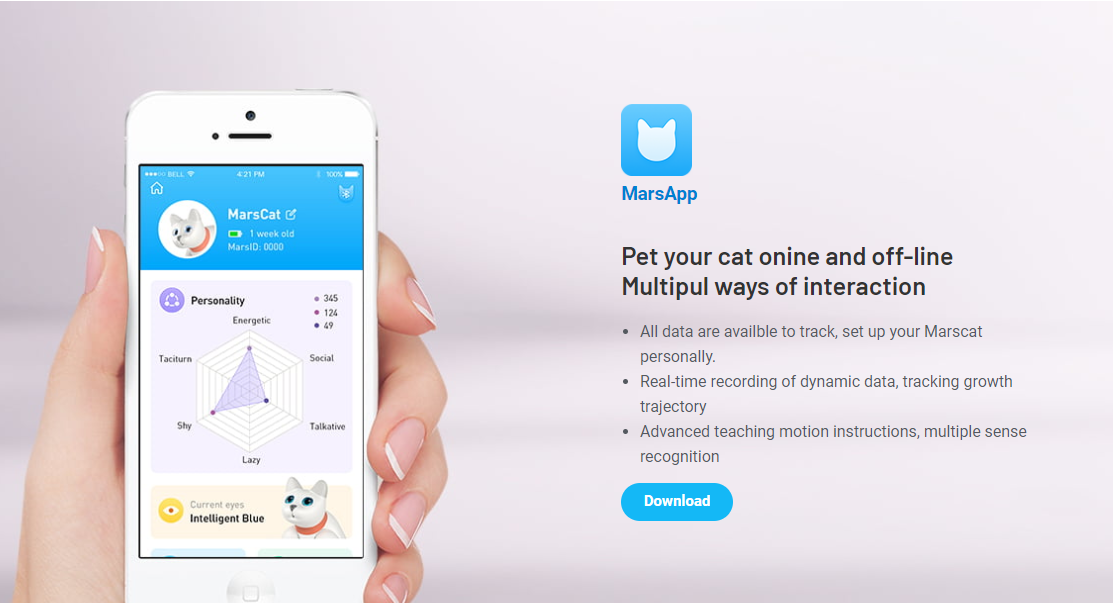 BELL
4:21 PM
100%
MarsCat
1 week old
MarsID: 0000
Personality
345
124
49
Energetic
Taciturn
Social
Shy
Talkative
Lazy
Current eyes
Intelligent Blue
MarsApp
Pet your cat onine and off-line
Multipul ways of interaction
All data are availble to track, set up your Marscat
personally.
Real-time recording of dynamic data, tracking growth
trajectory
Advanced teaching motion instructions, multiple sense
recognition
Download